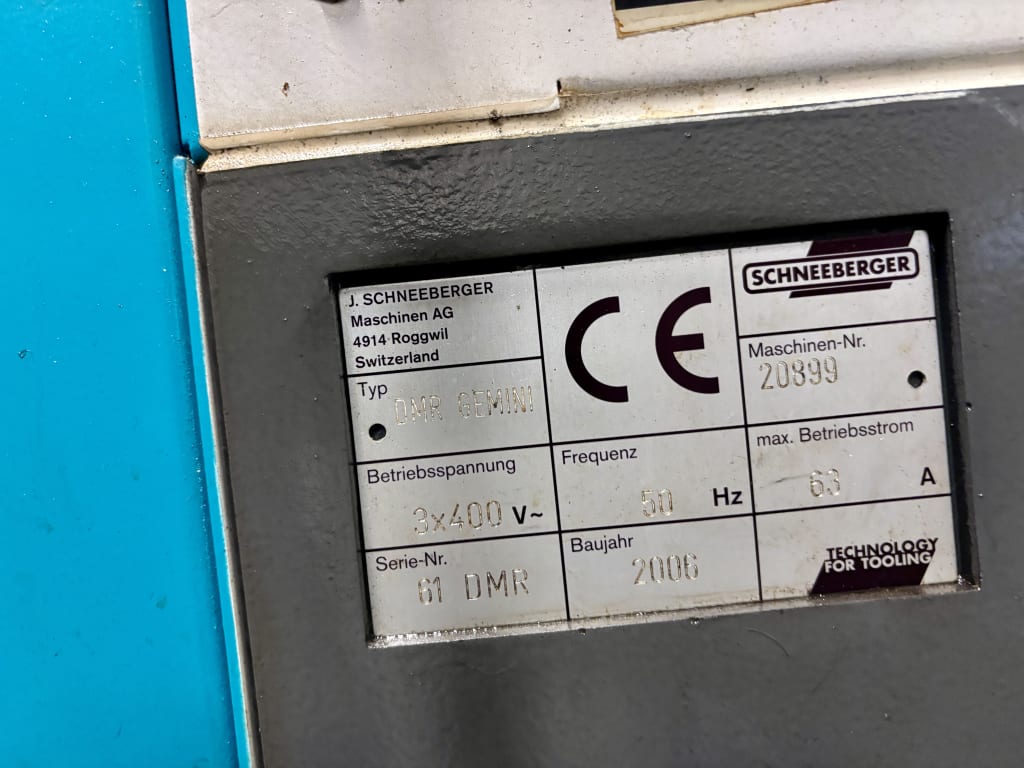 J. SCHNEEBERGER
Maschinen AG
4914 Roggwil
Switzerland
CE
SCHNEEBERGER
Typ
DMR GEMINI
Maschinen-Nr.
20899
Betriebsspannung
3x400 V~
Frequenz
50 Hz
max. Betriebsstrom
63 A
Serie-Nr.
61 DMR
Baujahr
2006
TECHNOLOGY
FOR TOOLING